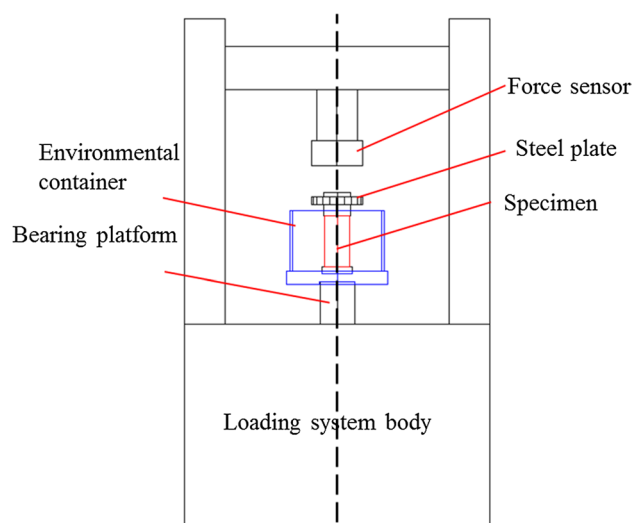 Force sensor
Steel plate
Environmental
container
Specimen
Bearing platform
Loading system body